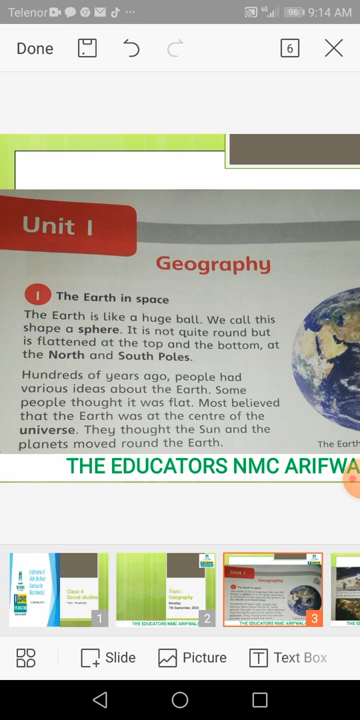 Telenor
96
9:14 AM
Done
6
Unit 1
Geography
1 The Earth in space
The Earth is like a huge ball. We call this
shape a sphere. It is not quite round but
is flattened at the top and the bottom, at
the North and South Poles.
Hundreds of years ago, people had
various ideas about the Earth. Some
people thought it was flat. Most believed
that the Earth was at the centre of the
universe. They thought the Sun and the
planets moved round the Earth.
The Earth
THE EDUCATORS NMC ARIFWA
Class 4
Social studies
1
Topic:
Geography
Monday
2
THE EDUCATORS NMC ARIFWAL
Unit 1
Geography
3
Slide
Picture
Text Box